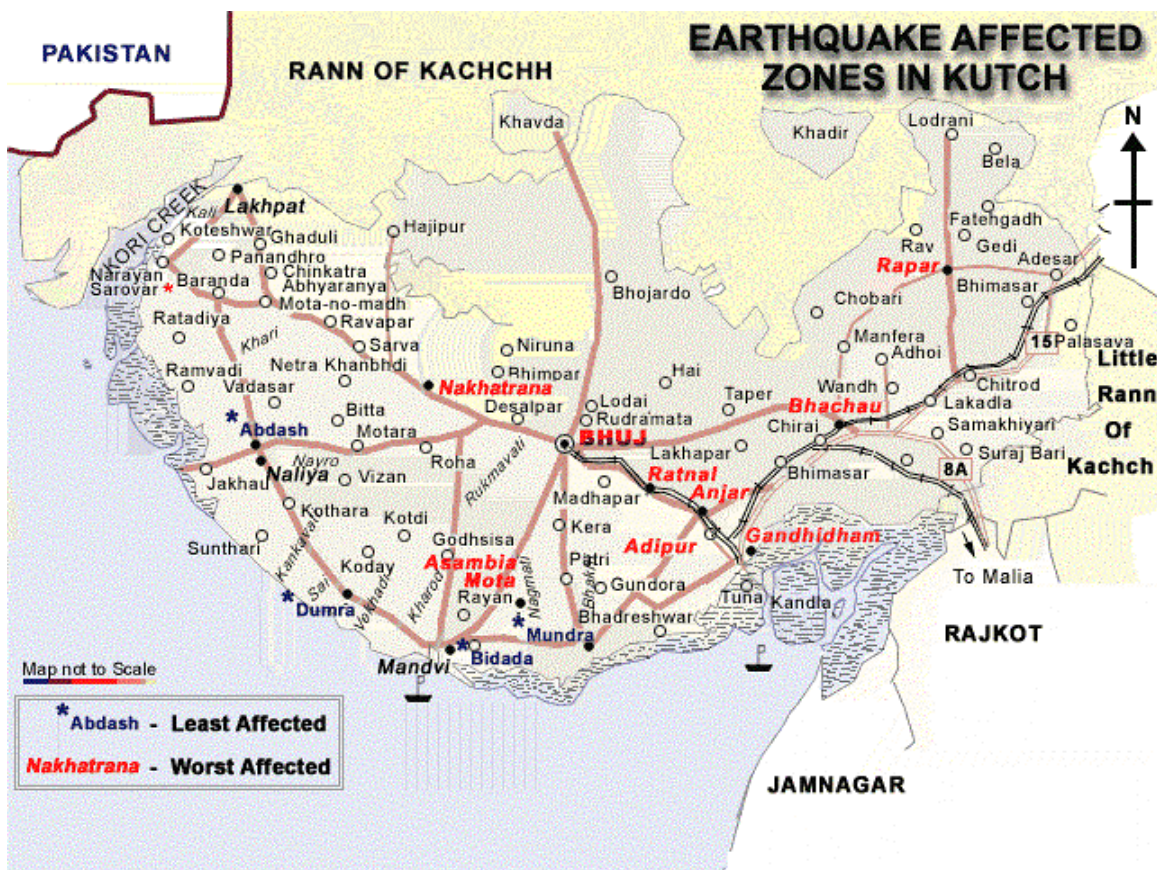 PAKISTAN
RANN OF KACHCHH
EARTHQUAKE AFFECTED
ZONES IN KUTCH
N
Khavda
Khadir
Lodrani
Bela
KORI CREEK
Kali
Lakhpat
Koteshwar
Ghaduli
Hajipur
Fatengadh
Rav
Gedi
Panandhro
Narayan
Sarovar *
Baranda
Chinkatra
Abhyaranya
Rapar
Adesar
Mota-no-madh
Bhojardo
Chobari
Bhimasar
Ratadiya
Khari
Ravapar
Sarva
Niruna
Manfera
Adhoi
15
Palasava
Little
Rann
Of
Kachch
Ramvadi
Vadasar
Netra Khanbhdi
Nakhatrana
Bhimpar
Hai
Wandh
Chitrod
Bitta
Desalpar
Lodai
Rudramata
Taper
Bhachau
Lakadla
* Abdash
Motara
BHUJ
Chirai
Samakhiyari
Nayro
Roha
Rukmavati
Lakhapar
Bhimasar
8A
Suraj Bari
Jakhau
Naliya
Vizan
Madhapar
Ratnal
Anjar
Kothara
Kotdi
Kera
Sunthari
Kankavali
Godhsisa
Adipur
Gandhidham
Koday
Asambia
Mota
Patri
To Malia
Sai
Kharod
Nagmati
Bhakhi
Gundora
Tuna
Kandla
* Dumra
Rayan
Bhadreshwar
RAJKOT
* Mundra
Mandvi
* Bidada
Map not to Scale
* Abdash - Least Affected
Nakhatrana - Worst Affected
JAMNAGAR